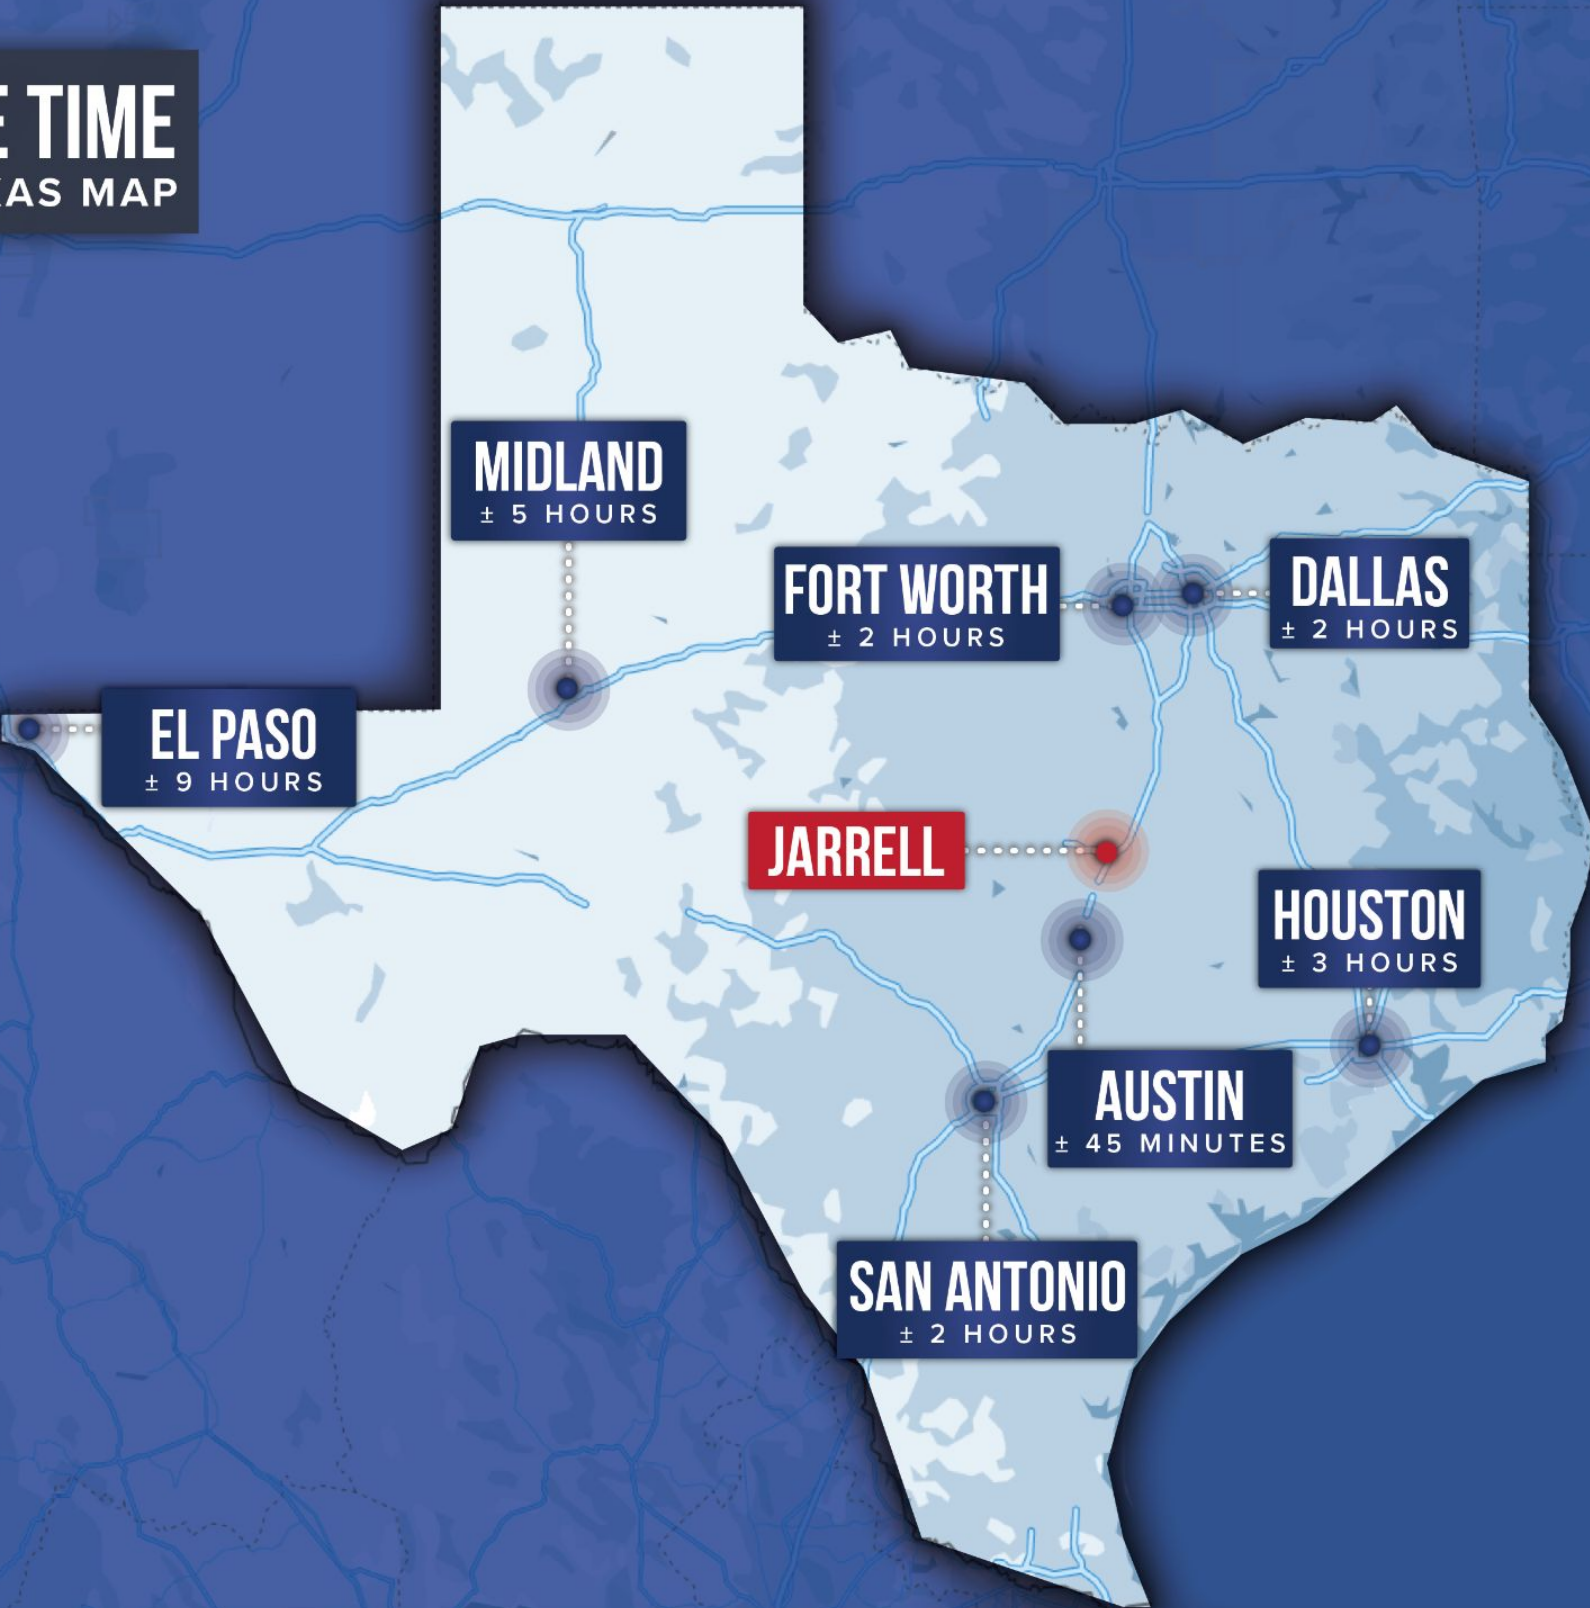 E TIME
XAS MAP
MIDLAND
± 5 HOURS
FORT WORTH
± 2 HOURS
DALLAS
± 2 HOURS
EL PASO
± 9 HOURS
JARRELL
HOUSTON
± 3 HOURS
AUSTIN
± 45 MINUTES
SAN ANTONIO
± 2 HOURS